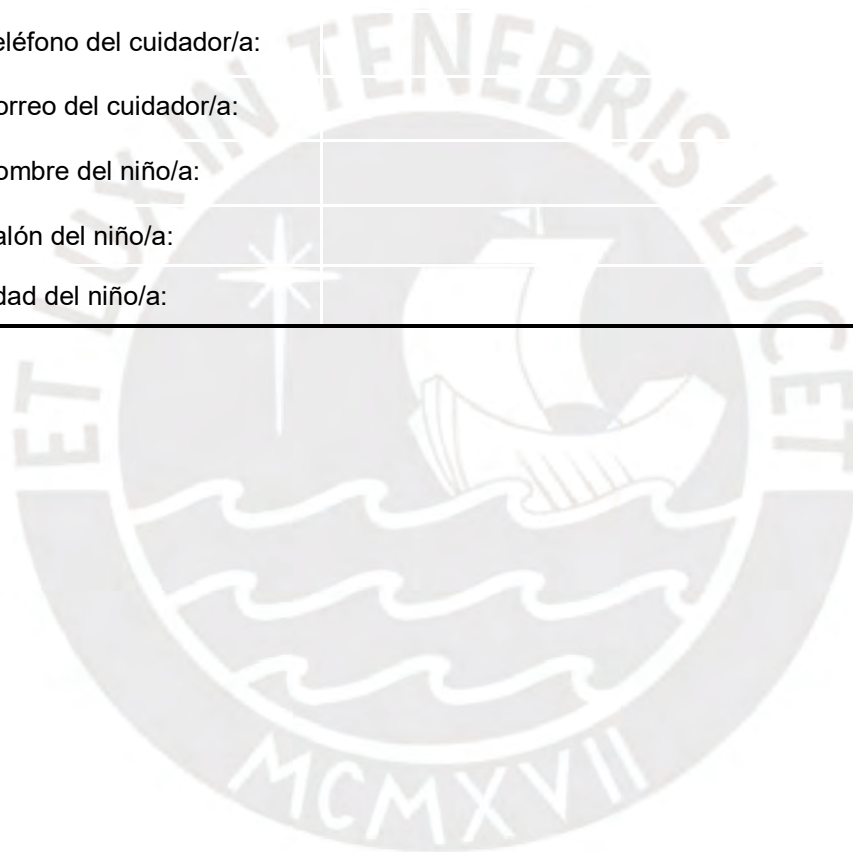 eléfono del cuidador/a:
orreo del cuidador/a:
ombre del niño/a:
alón del niño/a:
dad del niño/a:
ET LUX IN TENEBRIS LUCET
MCMXVII